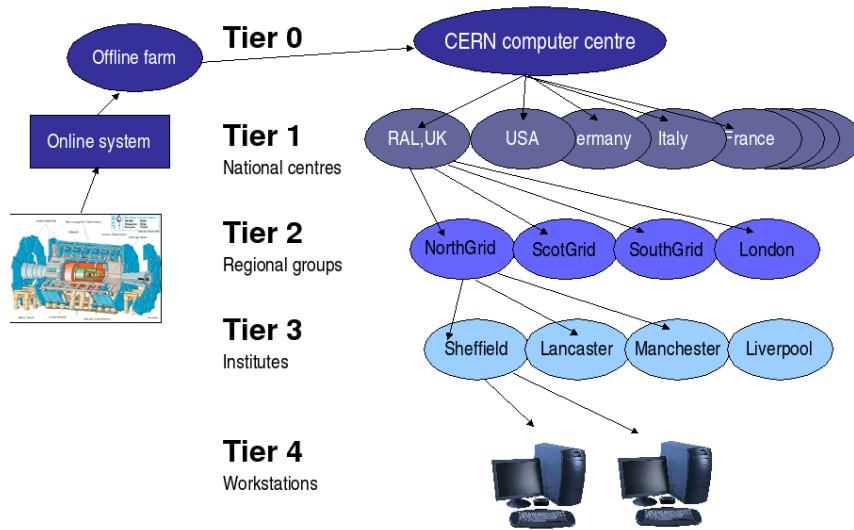 Tier 0
CERN computer centre
Offline farm
Online system
Tier 1
National centres
RAL,UK
USA
ermany
Italy
France
Tier 2
Regional groups
NorthGrid
ScotGrid
SouthGrid
London
Tier 3
Institutes
Sheffield
Lancaster
Manchester
Liverpool
Tier 4
Workstations